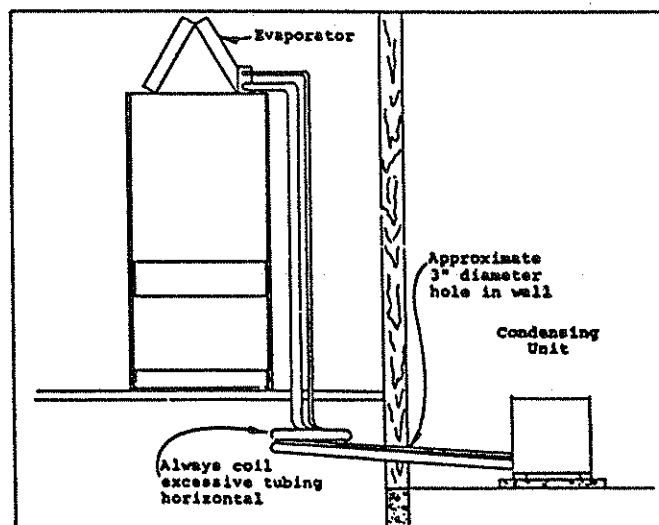 Evaporator
Approximate
3" diameter
hole in wall
Condensing
Unit
Always coil
excessive tubing
horizontal